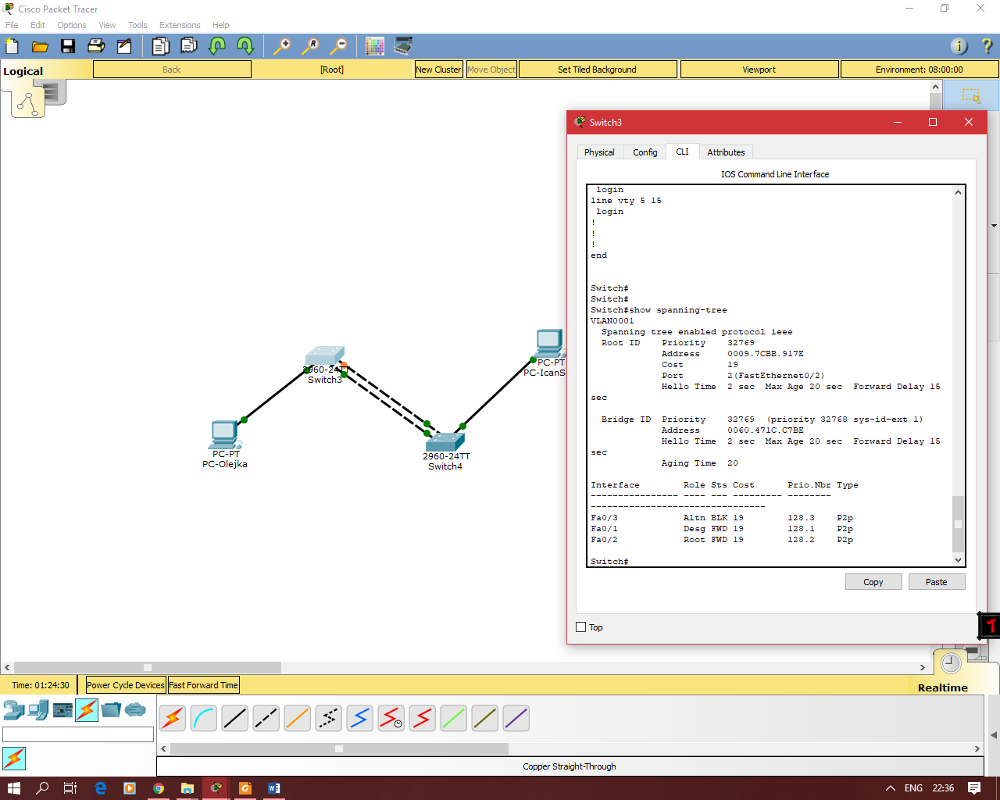 Cisco Packet Tracer
File Edit Options View Tools Extensions Help
Logical
Back
[Root]
New Cluster
Move Object
Set Tiled Background
Viewport
Environment: 08:00:00
Switch3
Physical
Config
CLI
Attributes
IOS Command Line Interface
login
line vty 5 15
login
!
!
!
end
Switch#
Switch#
Switch#show spanning-tree
VLAN0001
Spanning tree enabled protocol ieee
Root ID Priority 32769
Address 0009.7CBB.917E
Cost 19
Port 2(FastEthernet0/2)
Hello Time 2 sec Max Age 20 sec Forward Delay 15
sec
Bridge ID Priority 32769 (priority 32768 sys-id-ext 1)
Address 0060.471C.C7BE
Hello Time 2 sec Max Age 20 sec Forward Delay 15
sec
Aging Time 20
Interface Role Sts Cost Prio.Nbr Type
---------------- ---- --- --------- --------
--------------------------------
Fa0/3 Altn BLK 19 128.3 P2p
Fa0/1 Desg FWD 19 128.1 P2p
Fa0/2 Root FWD 19 128.2 P2p
Switch#
Copy
Paste
Top
2960-24TT
Switch3
PC-PT
PC-IcanS
PC-PT
PC-Olejka
2960-24TT
Switch4
Time: 01:24:30
Power Cycle Devices
Fast Forward Time
Realtime
Copper Straight-Through
ENG
22:36